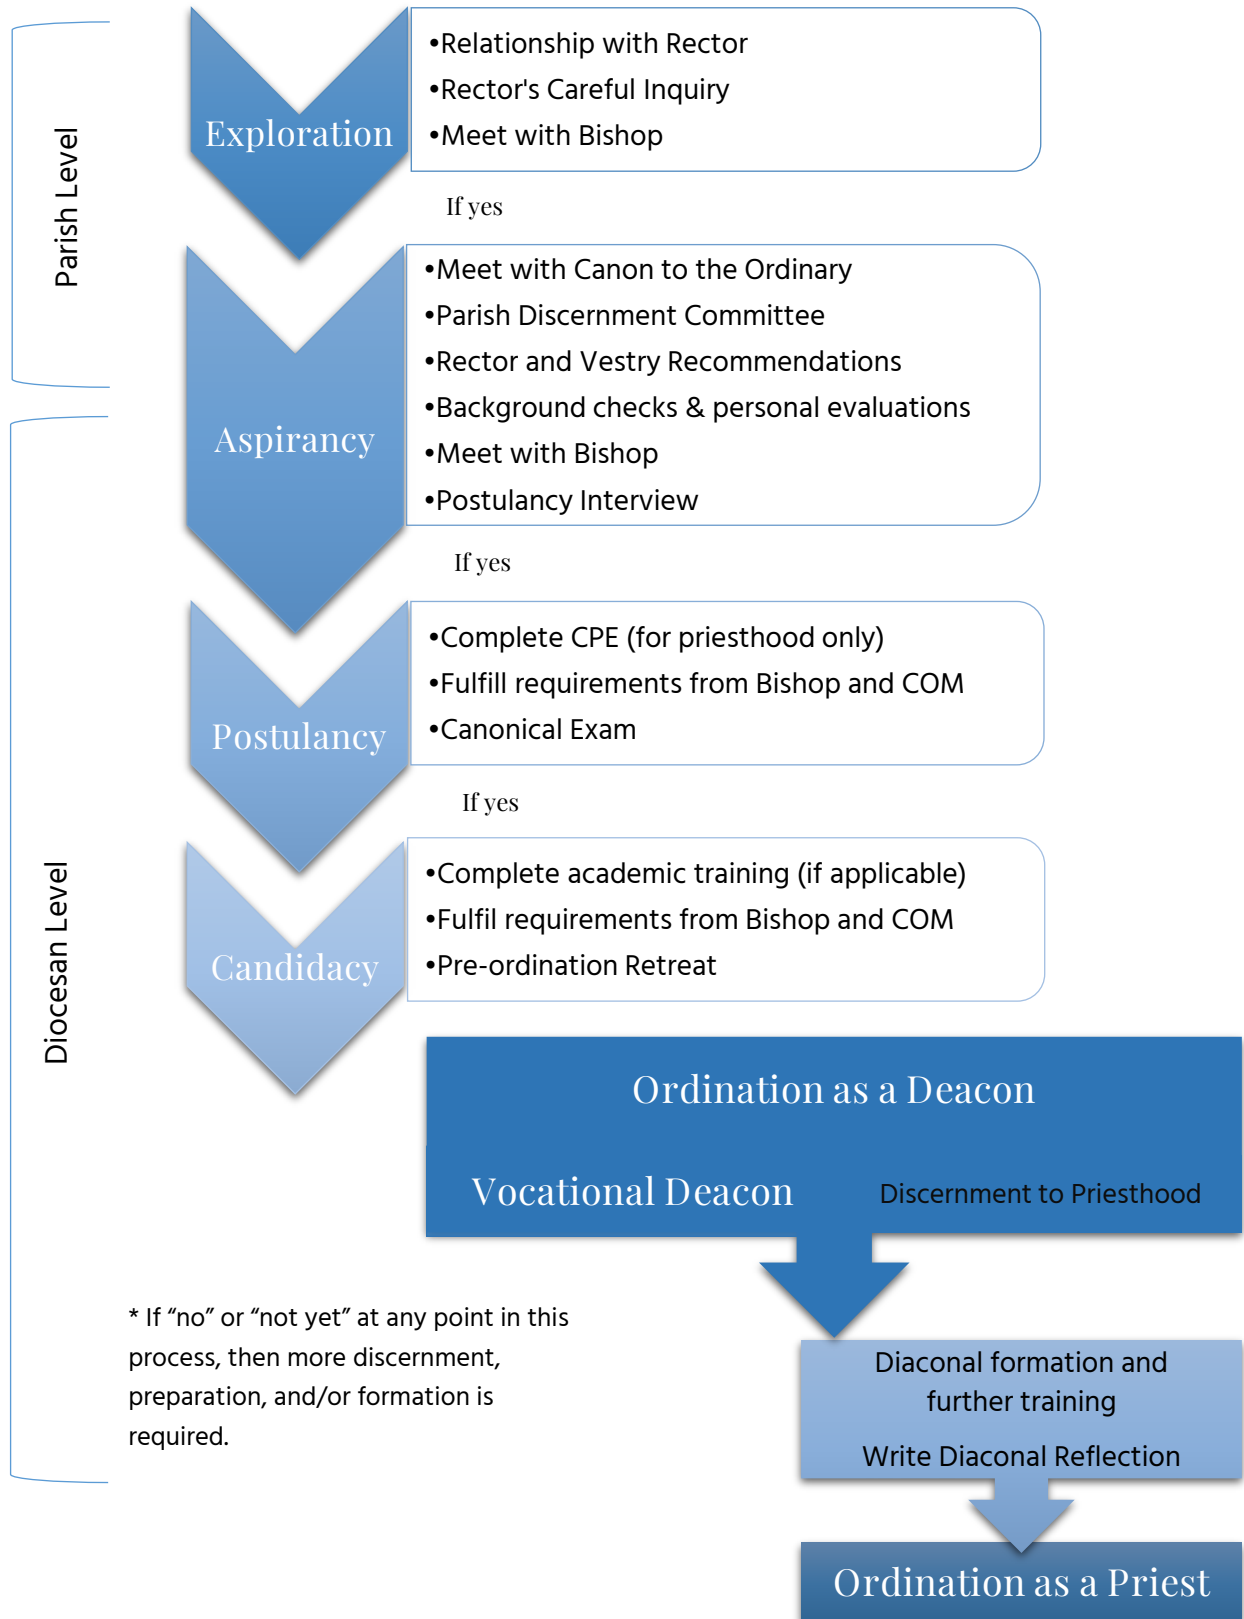 Parish Level
Exploration
•Relationship with Rector
•Rector's Careful Inquiry
•Meet with Bishop
If yes
Aspirancy
•Meet with Canon to the Ordinary
•Parish Discernment Committee
•Rector and Vestry Recommendations
•Background checks & personal evaluations
•Meet with Bishop
•Postulancy Interview
If yes
Diocesan Level
Postulancy
•Complete CPE (for priesthood only)
•Fulfill requirements from Bishop and COM
•Canonical Exam
If yes
Candidacy
•Complete academic training (if applicable)
•Fulfil requirements from Bishop and COM
•Pre-ordination Retreat
Ordination as a Deacon
Vocational Deacon
Discernment to Priesthood
* If “no” or “not yet” at any point in this
process, then more discernment,
preparation, and/or formation is
required.
Diaconal formation and
further training
Write Diaconal Reflection
Ordination as a Priest